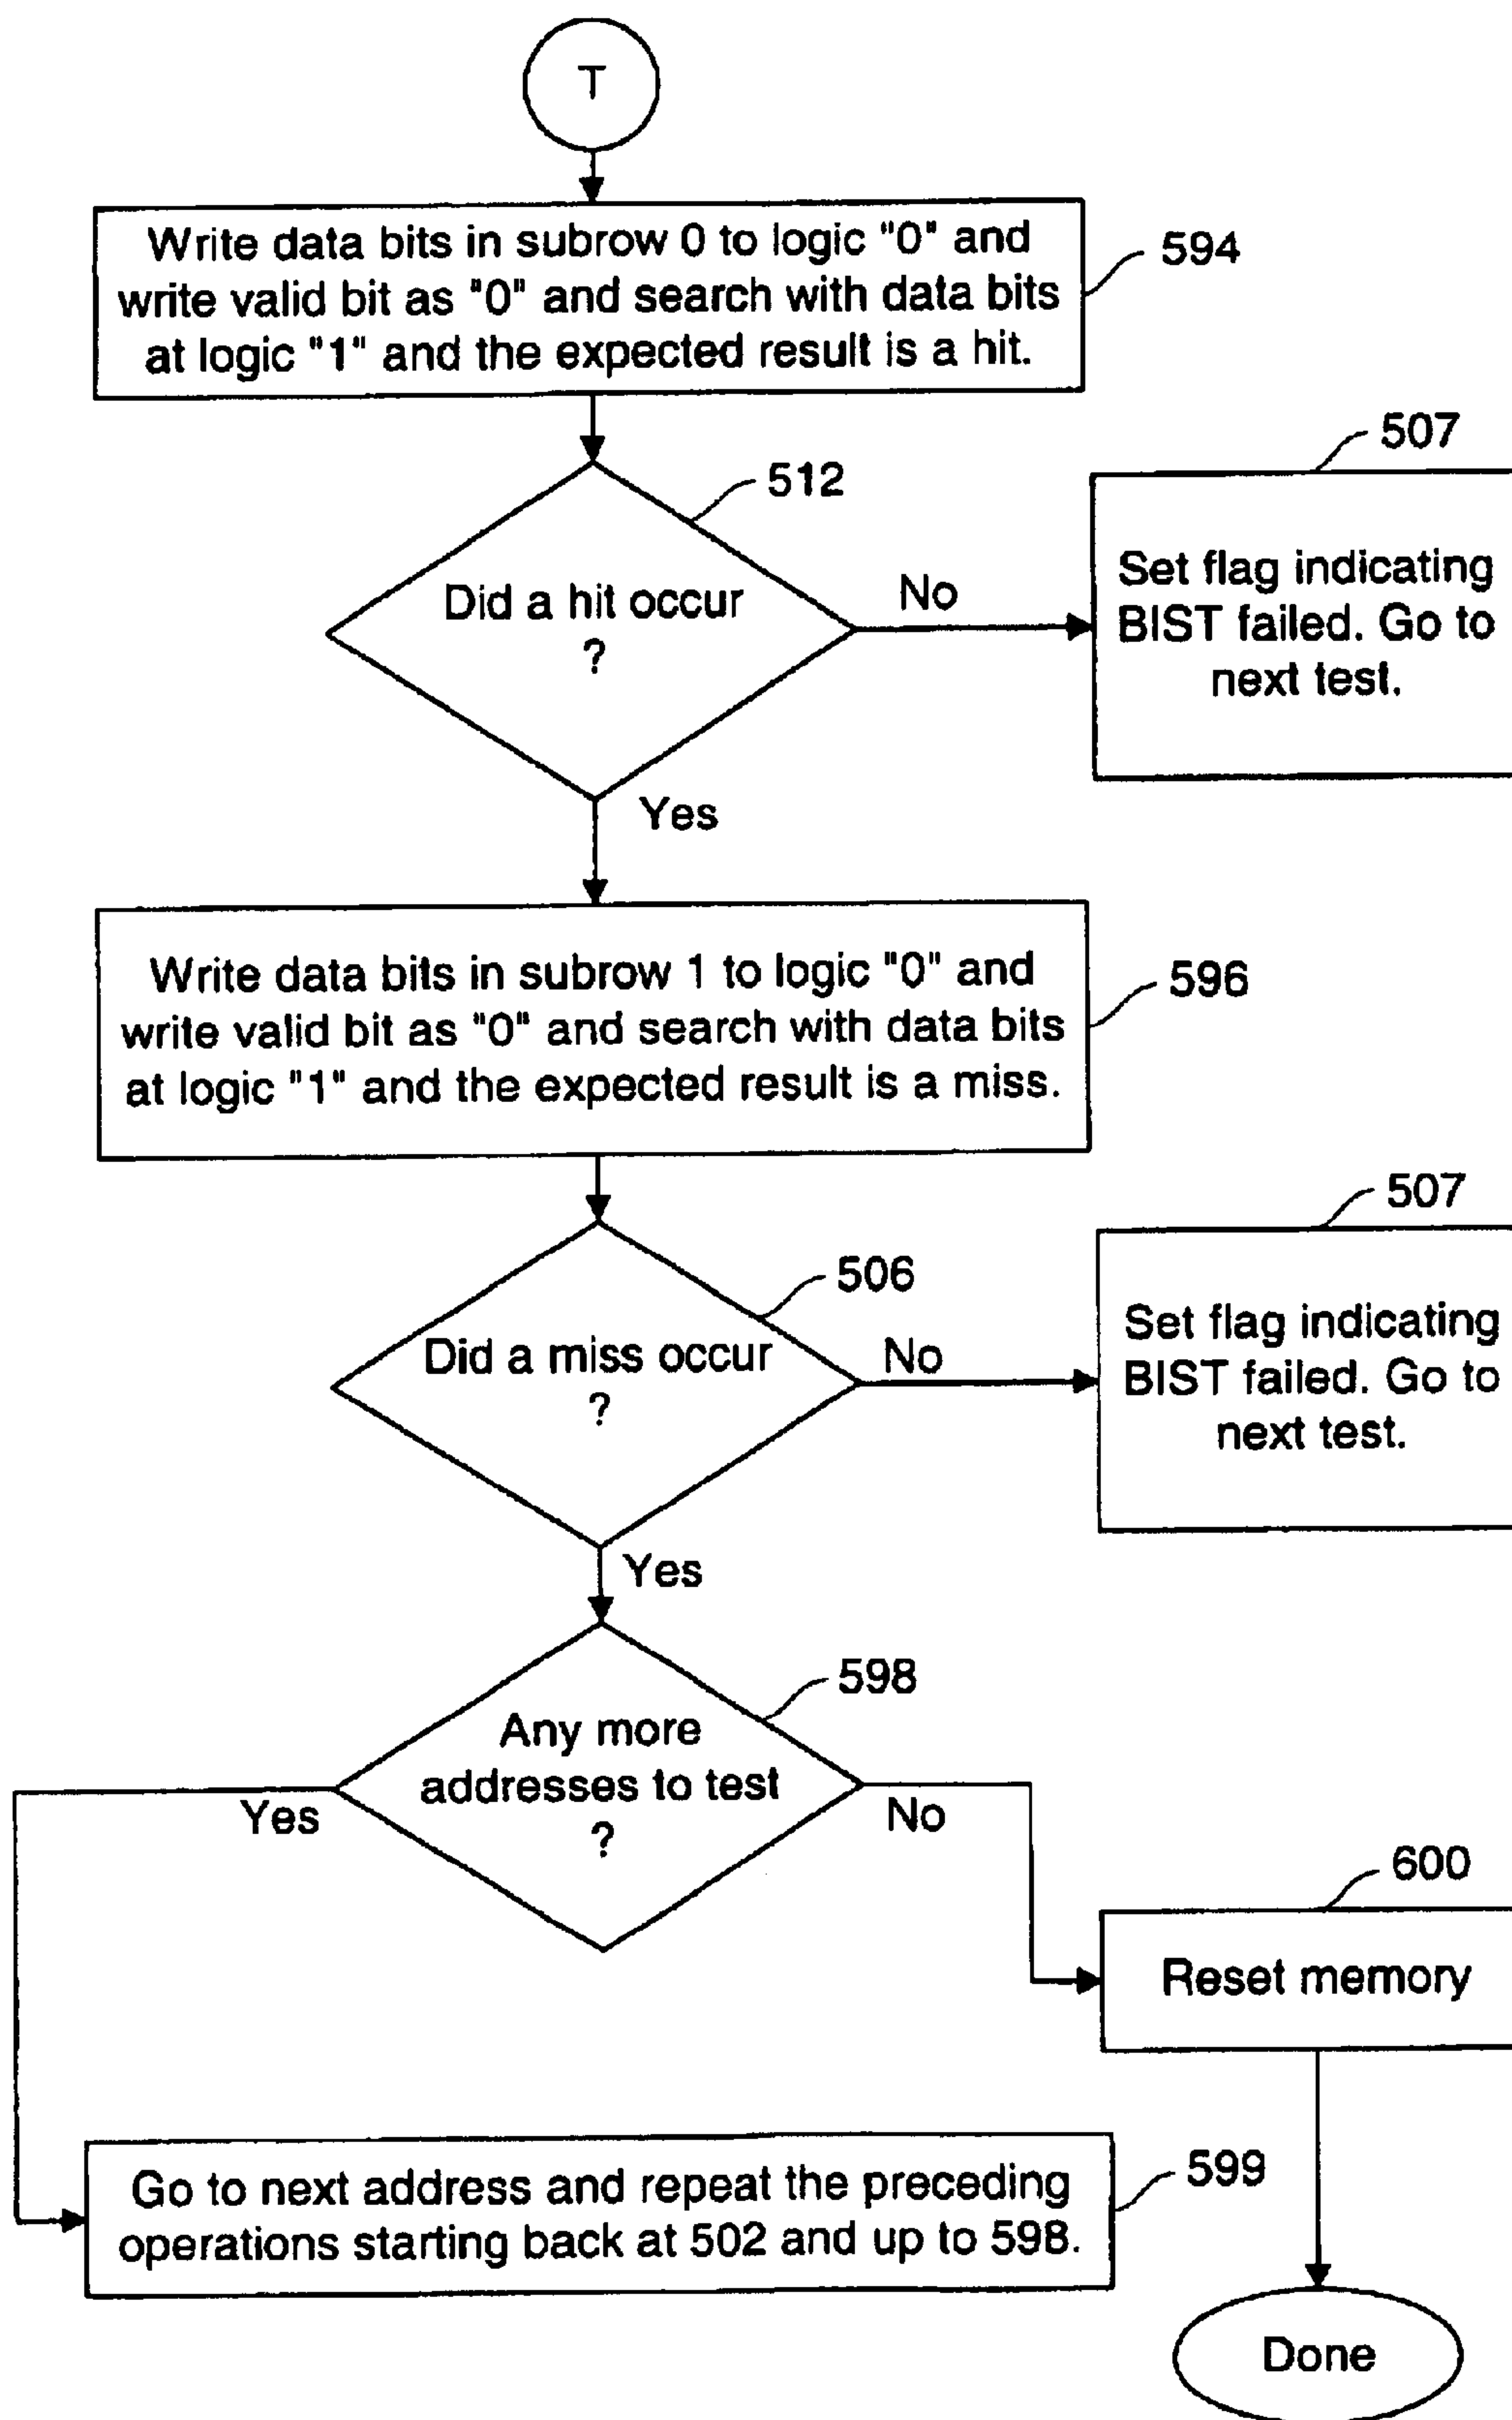 T
Write data bits in subrow 0 to logic "0" and
write valid bit as "0" and search with data bits
at logic "1" and the expected result is a hit.
594
512
Did a hit occur
?
No
507
Set flag indicating
BIST failed. Go to
next test.
Yes
Write data bits in subrow 1 to logic "0" and
write valid bit as "0" and search with data bits
at logic "1" and the expected result is a miss.
596
506
Did a miss occur
?
No
507
Set flag indicating
BIST failed. Go to
next test.
Yes
598
Any more
addresses to test
?
Yes
No
600
Reset memory
Go to next address and repeat the preceding
operations starting back at 502 and up to 598.
599
Done